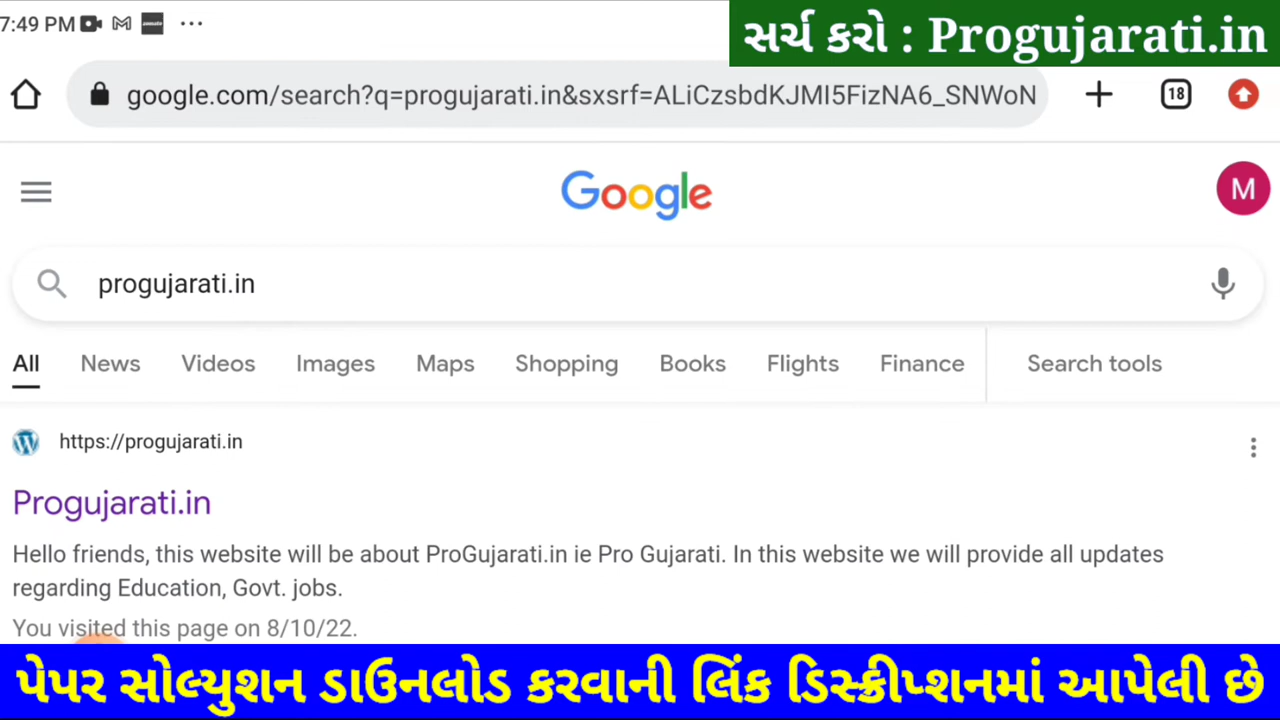 7:49 PM
સર્ચ કરો : Progujarati.in
google.com/search?q=progujarati.in&sxsrf=ALiCzsbdKJMI5FizNA6_SNWoN
18
Google
M
progujarati.in
All News Videos Images Maps Shopping Books Flights Finance Search tools
https://progujarati.in
Progujarati.in
Hello friends, this website will be about ProGujarati.in ie Pro Gujarati. In this website we will provide all updates
regarding Education, Govt. jobs.
You visited this page on 8/10/22.
પેપર સોલ્યુશન ડાઉનલોડ કરવાની લિંક ડિસ્ક્રીપ્શનમાં આપેલી છે